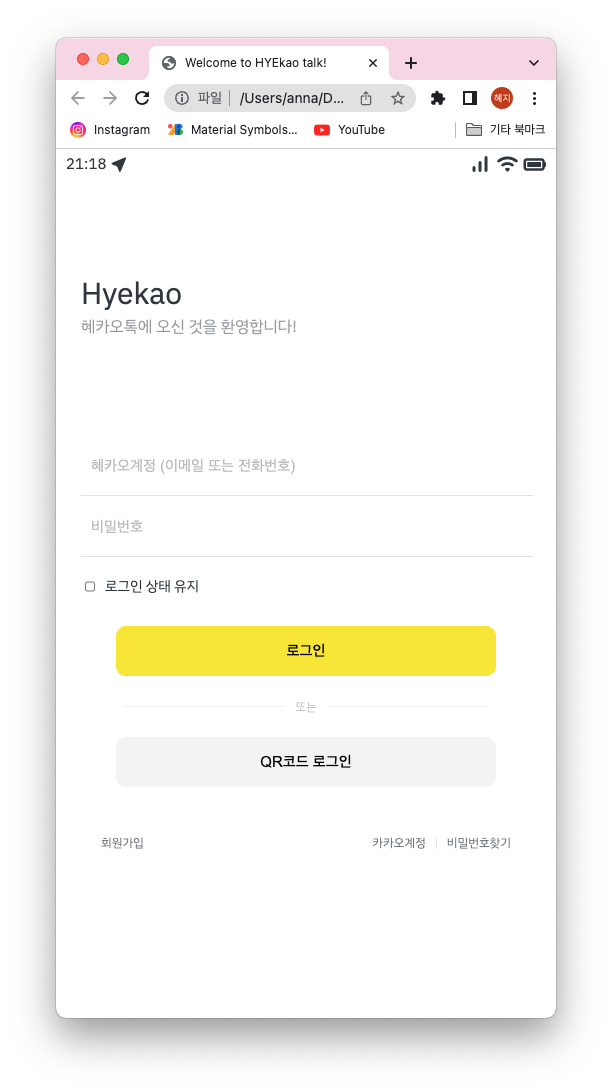 Welcome to HYEkao talk!
파일 /Users/anna/D... 혜지
Instagram Material Symbols... YouTube 기타 북마크
21:18
Hyekao
혜카오톡에 오신 것을 환영합니다!
혜카오계정 (이메일 또는 전화번호)
비밀번호
로그인 상태 유지
로그인
또는
QR코드 로그인
회원가입 카카오계정 비밀번호찾기